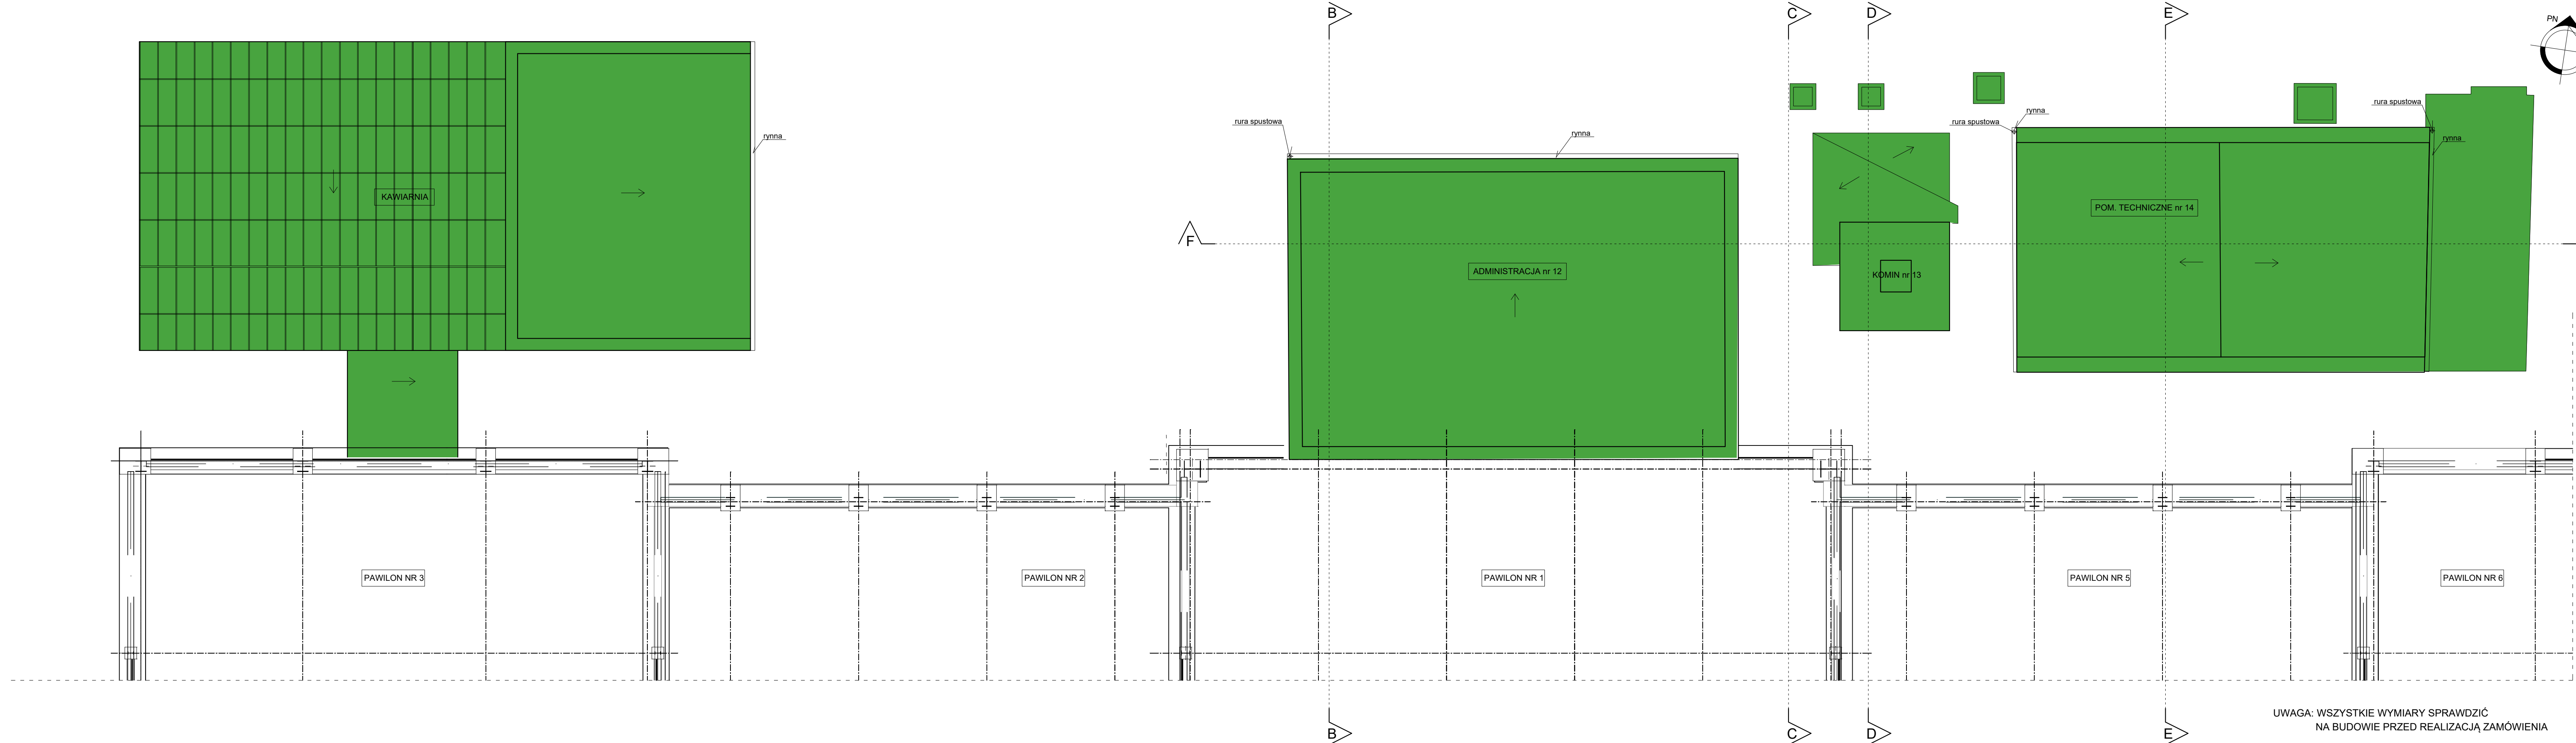 B
C
D
E
PN
rura spustowa
rynna
rynna
rura spustowa
rynna
rura spustowa
rynna
KAWIARNIA
ADMINISTRACJA nr 12
KOMIN nr 13
POM. TECHNICZNE nr 14
F
PAWILON NR 3
PAWILON NR 2
PAWILON NR 1
PAWILON NR 5
PAWILON NR 6
B
C
D
E
UWAGA: WSZYSTKIE WYMIARY SPRAWDZIĆ
NA BUDOWIE PRZED REALIZACJĄ ZAMÓWIENIA